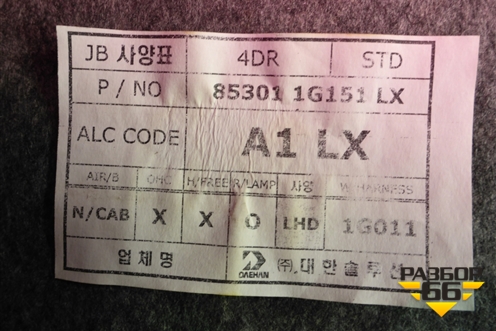 JB 사양표 4DR STD
P / NO 85301 1G151 LX
ALC CODE A1 LX
AIR/B OHC H/FREE R/LAMP 사양 W/HARNESS
N/CAB X X O LHD 1G011
업체명 DAEHAN (주)대한솔루션
РАЗБОР
66